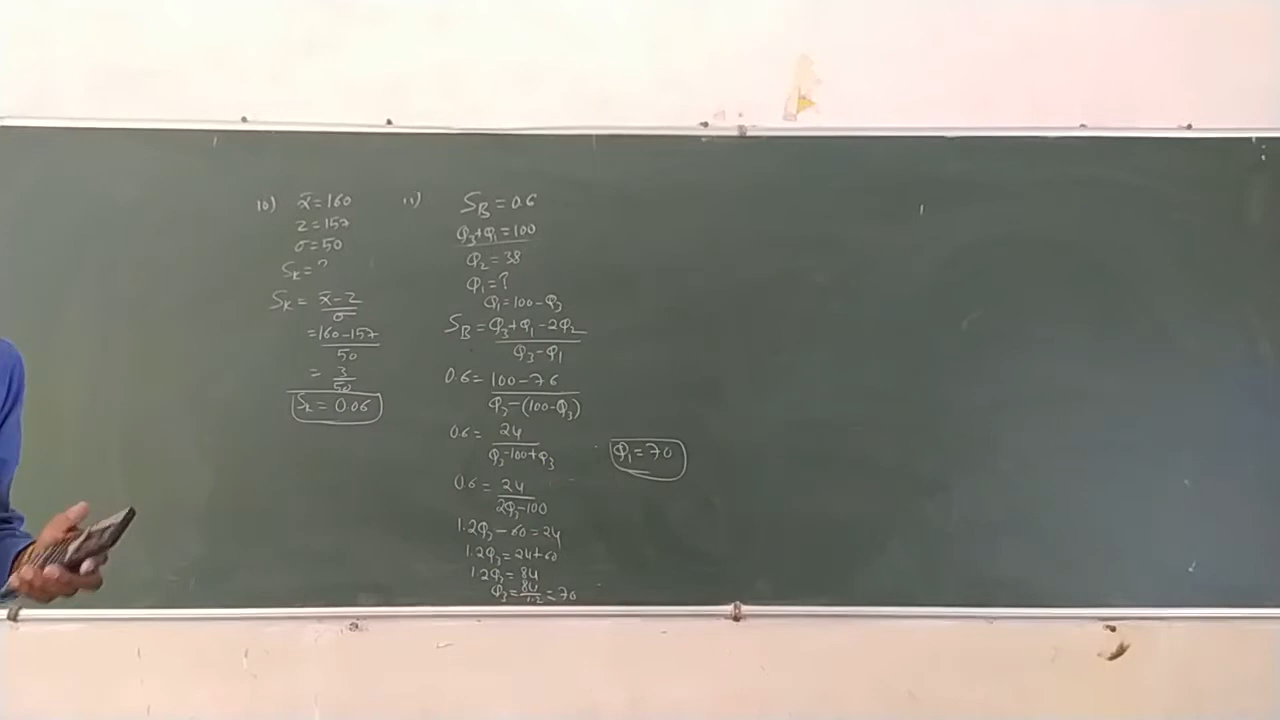 10) x̄ = 160
z = 157
σ = 50
Sk = ?
Sk = x̄ - z / σ
= 160 - 157 / 50
= 3 / 50
Sk = 0.06
11) SB = 0.6
Q3 + Q1 = 100
Q2 = 38
Q1 = ?
Q1 = 100 - Q3
SB = Q3 + Q1 - 2Q2 / Q3 - Q1
0.6 = 100 - 76 / Q3 - (100 - Q3)
0.6 = 24 / Q3 - 100 + Q3
0.6 = 24 / 2Q3 - 100
1.2Q3 - 60 = 24
1.2Q3 = 24 + 60
1.2Q3 = 84
Q3 = 84 / 1.2 = 70
Q1 = 70